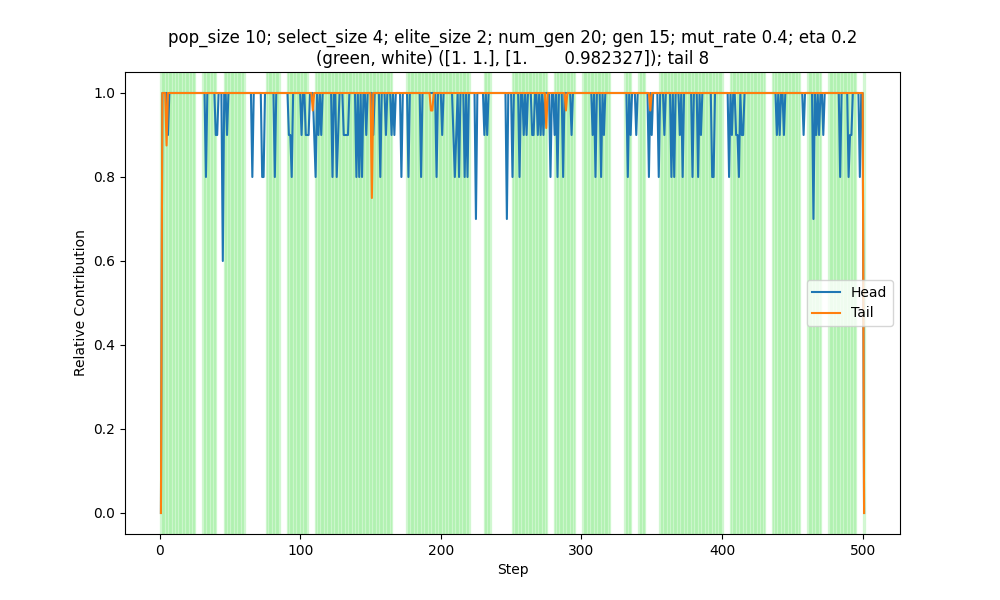 pop_size 10; select_size 4; elite_size 2; num_gen 20; gen 15; mut_rate 0.4; eta 0.2
(green, white) ([1. 1.], [1.       0.982327]); tail 8
1.0
0.8
0.6
0.4
0.2
0.0
Relative Contribution
Head
Tail
0
100
200
300
400
500
Step